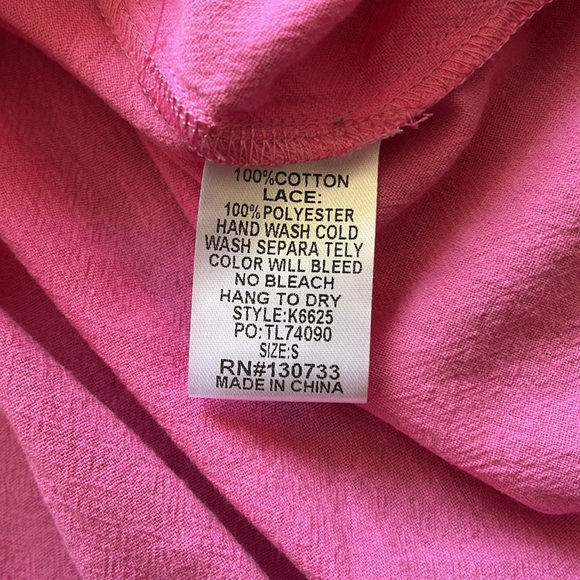 100%COTTON
LACE:
100%POLYESTER
HAND WASH COLD
WASH SEPARA TELY
COLOR WILL BLEED
NO BLEACH
HANG TO DRY
STYLE:K6625
PO:TL74090
SIZE:S
RN#130733
MADE IN CHINA